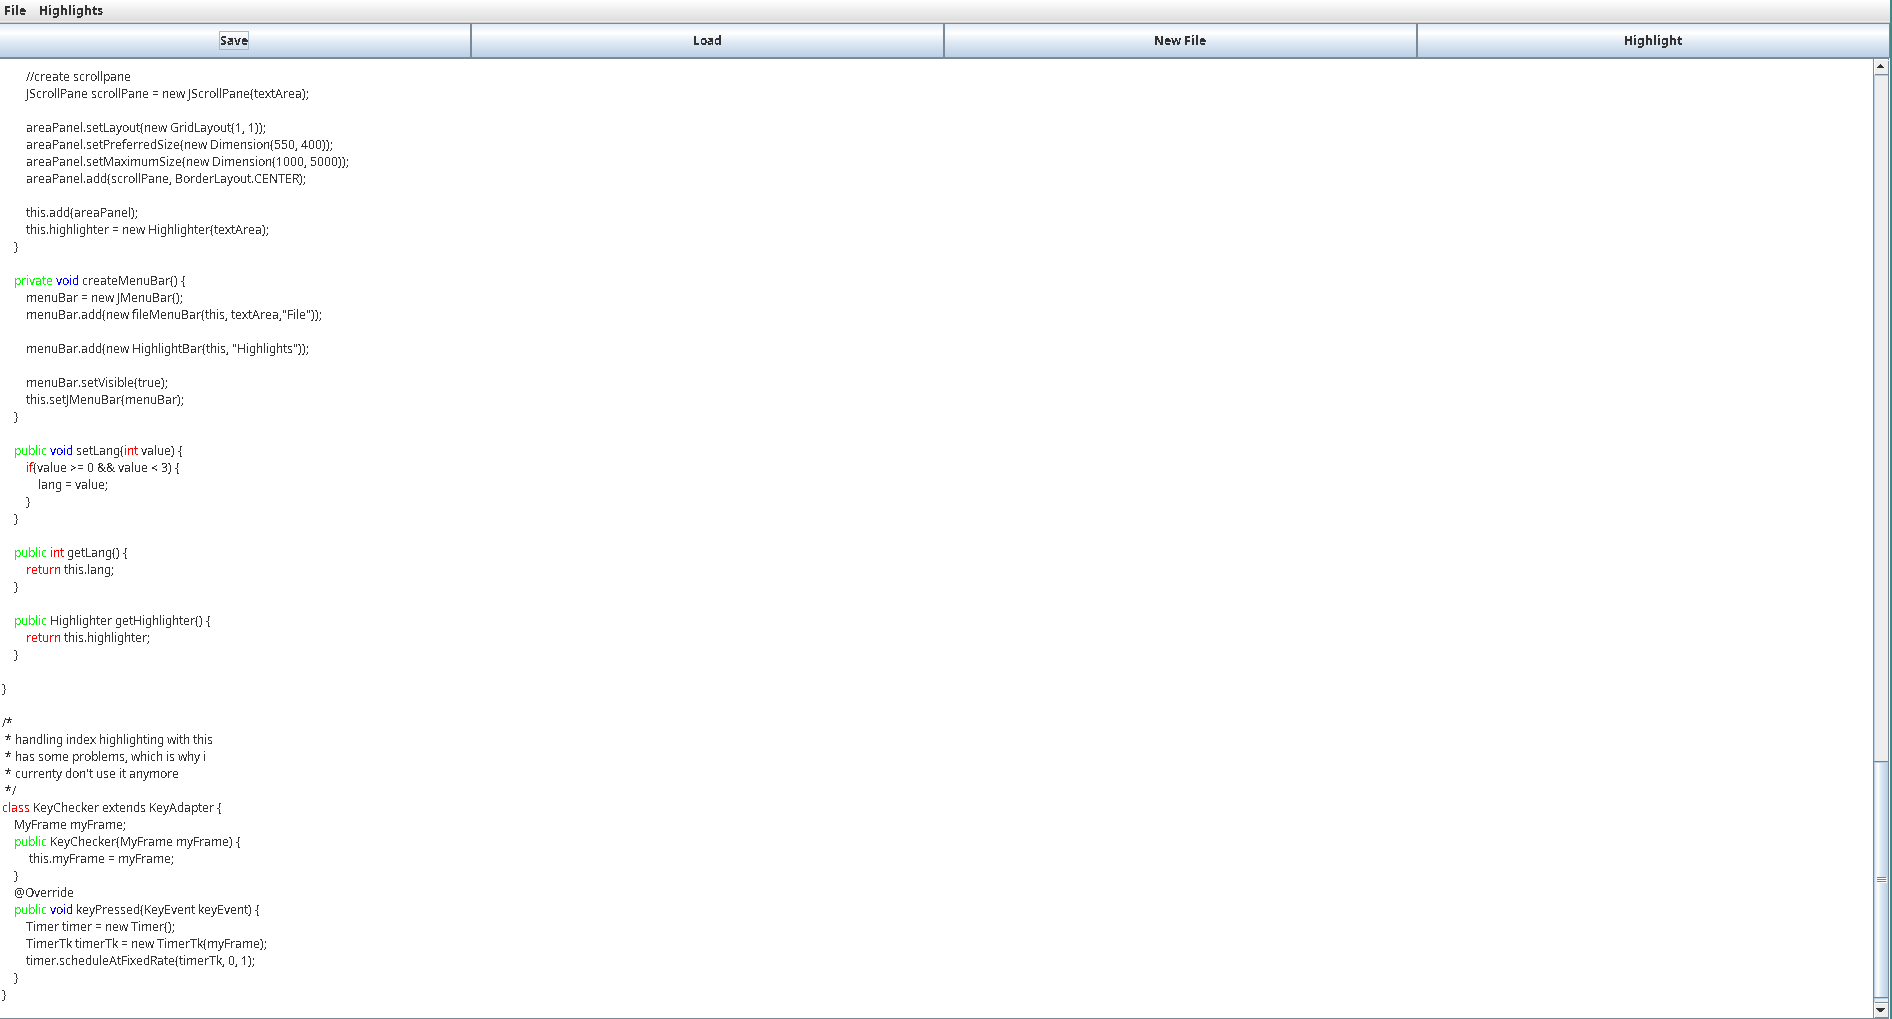 File Highlights
Save Load New File Highlight
//create scrollpane
JScrollPane scrollPane = new JScrollPane(textArea);
areaPanel.setLayout(new GridLayout(1, 1));
areaPanel.setPreferredSize(new Dimension(550, 400));
areaPanel.setMaximumSize(new Dimension(1000, 5000));
areaPanel.add(scrollPane, BorderLayout.CENTER);
this.add(areaPanel);
this.highlighter = new Highlighter(textArea);
}
private void createMenuBar() {
menuBar = new JMenuBar();
menuBar.add(new fileMenuBar(this, textArea,"File"));
menuBar.add(new HighlightBar(this, "Highlights"));
menuBar.setVisible(true);
this.setJMenuBar(menuBar);
}
public void setLang(int value) {
if(value >= 0 && value < 3) {
lang = value;
}
}
public int getLang() {
return this.lang;
}
public Highlighter getHighlighter() {
return this.highlighter;
}
}
/*
* handling index highlighting with this
* has some problems, which is why i
* currenty don't use it anymore
*/
class KeyChecker extends KeyAdapter {
MyFrame myFrame;
public KeyChecker(MyFrame myFrame) {
this.myFrame = myFrame;
}
@Override
public void keyPressed(KeyEvent keyEvent) {
Timer timer = new Timer();
TimerTk timerTk = new TimerTk(myFrame);
timer.scheduleAtFixedRate(timerTk, 0, 1);
}
}